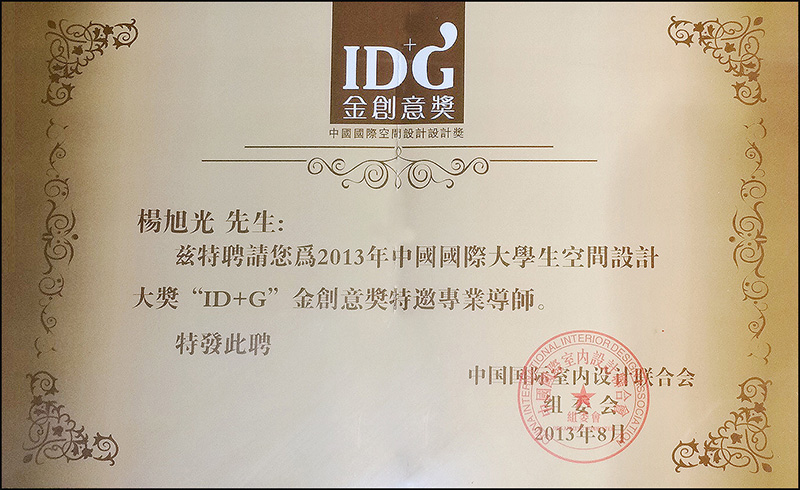 ID+G
金創意獎
中國國際空間設計設計獎
楊旭光 先生:
兹特聘請您爲2013年中國國際大學生空間設計
大獎“ID+G”金創意獎特邀專業導師。
特發此聘
中国国际室内设计联合会
组委会
2013年8月
組委會